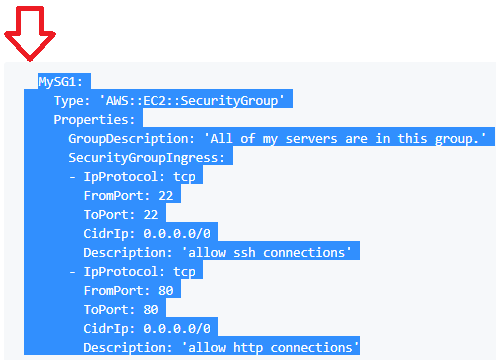 MySG1:
Type: 'AWS::EC2::SecurityGroup'
Properties:
GroupDescription: 'All of my servers are in this group.'
SecurityGroupIngress:
- IpProtocol: tcp
FromPort: 22
ToPort: 22
CidrIp: 0.0.0.0/0
Description: 'allow ssh connections'
- IpProtocol: tcp
FromPort: 80
ToPort: 80
CidrIp: 0.0.0.0/0
Description: 'allow http connections'